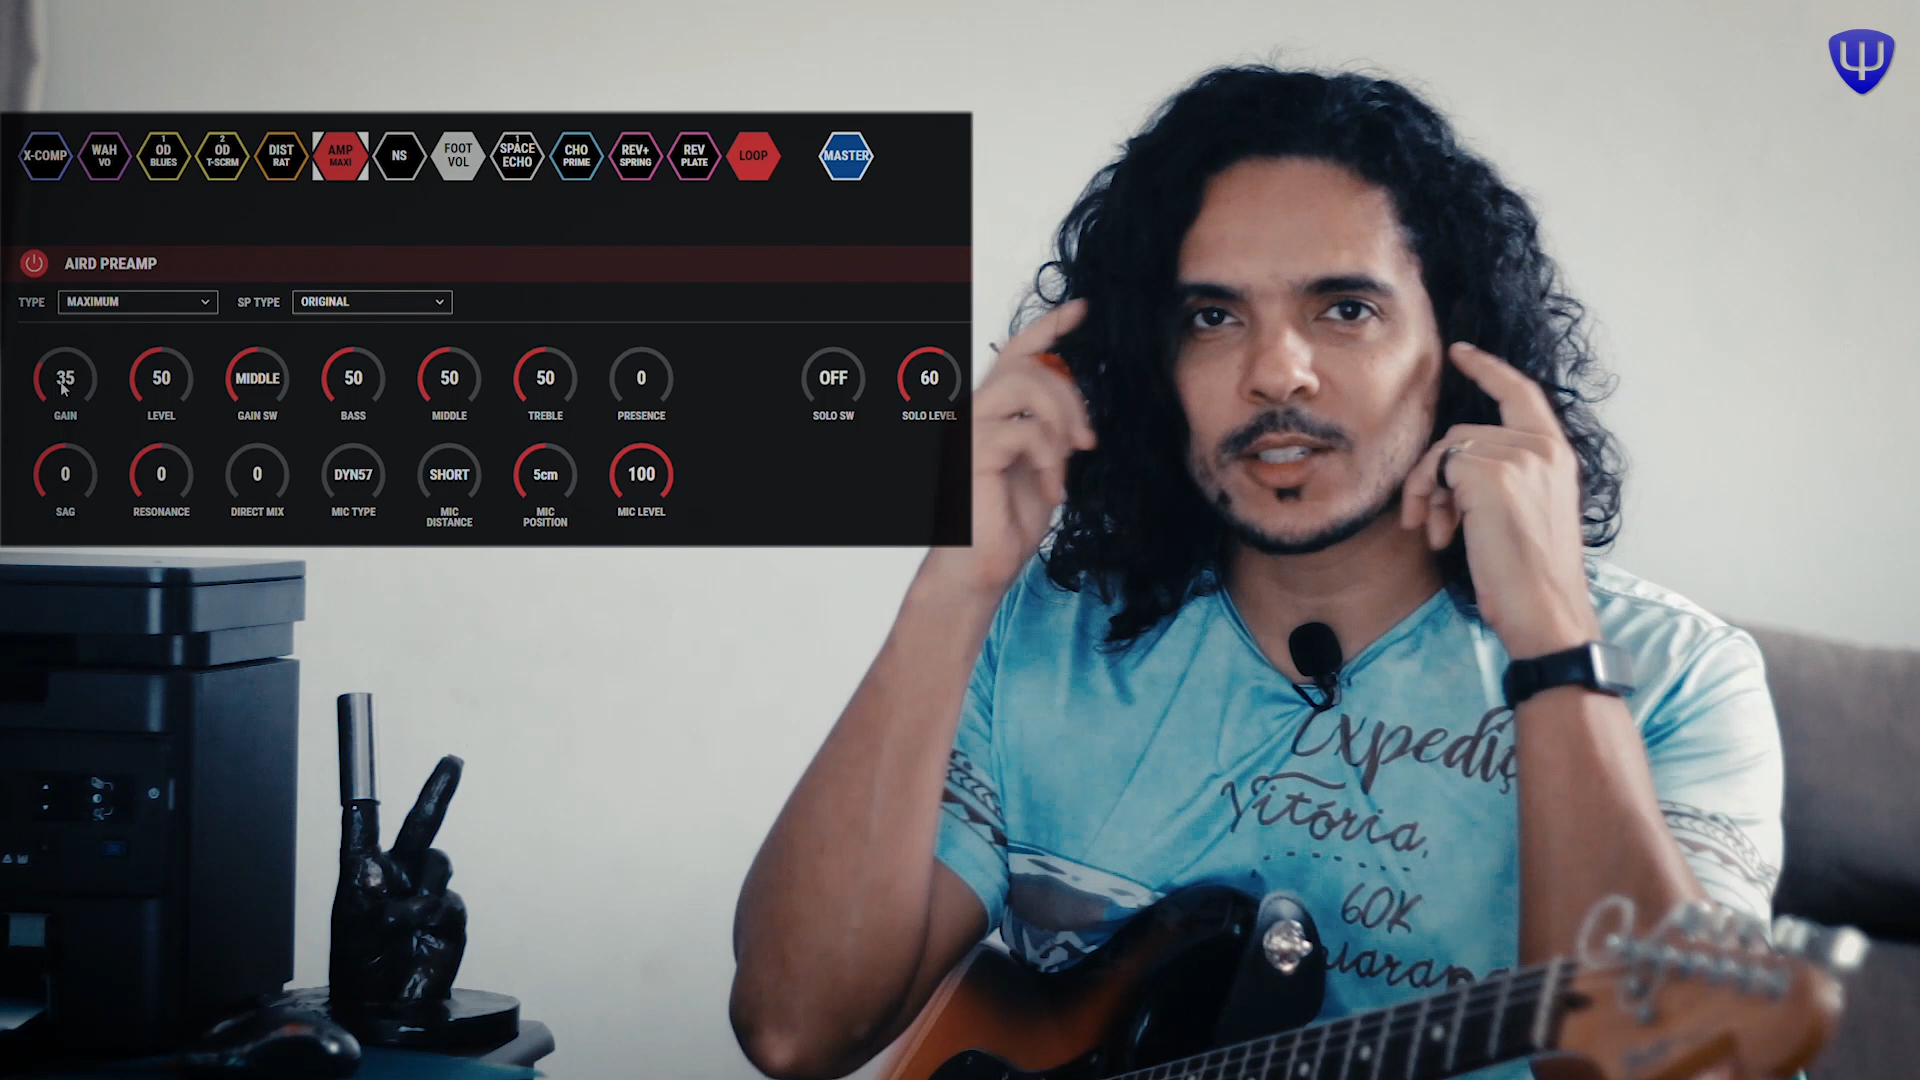 X-COMP
WAH
VO
1
OD
BLUES
2
OD
T-SCRM
DIST
RAT
AMP
MAXI
NS
FOOT
VOL
1
SPACE
ECHO
CHO
PRIME
REV+
SPRING
REV
PLATE
LOOP
MASTER
AIRD PREAMP
TYPE MAXIMUM SP TYPE ORIGINAL
35 50 MIDDLE 50 50 50 0 OFF 60
GAIN LEVEL GAIN SW BASS MIDDLE TREBLE PRESENCE SOLO SW SOLO LEVEL
0 0 0 DYN57 SHORT 5cm 100
SAG RESONANCE DIRECT MIX MIC TYPE MIC DISTANCE MIC POSITION MIC LEVEL
Vitória,
60K